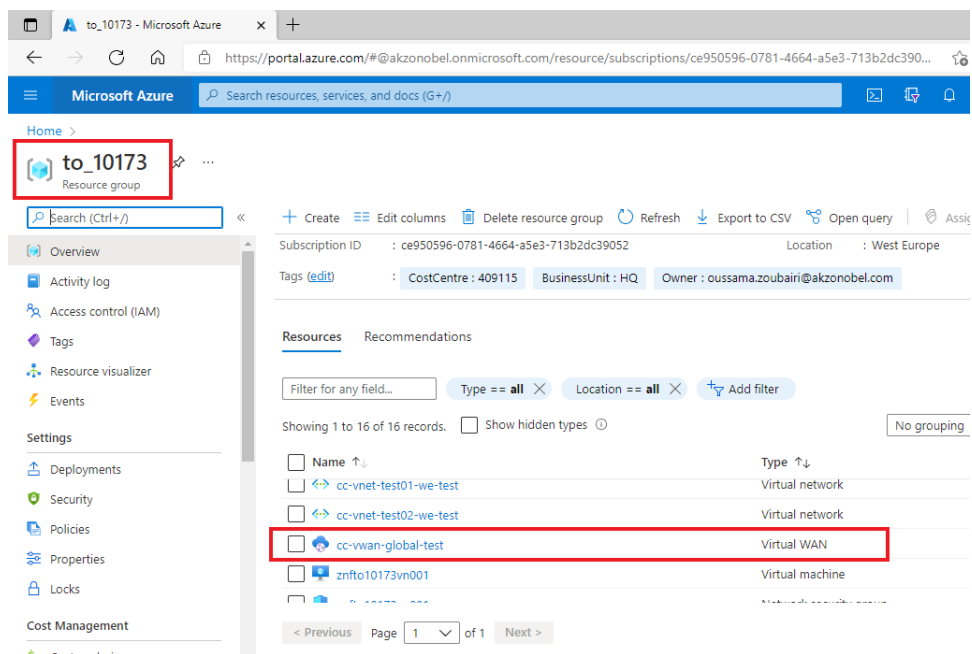 to_10173 - Microsoft Azure
https://portal.azure.com/#@akzonobel.onmicrosoft.com/resource/subscriptions/ce950596-0781-4664-a5e3-713b2dc390...
Microsoft Azure
Search resources, services, and docs (G+/)
Home >
to_10173
...
Resource group
Search (Ctrl+/)
«
Create
Edit columns
Delete resource group
Refresh
Export to CSV
Open query
Overview
Activity log
Access control (IAM)
Tags
Resource visualizer
Events
Settings
Deployments
Security
Policies
Properties
Locks
Cost Management
Subscription ID : ce950596-0781-4664-a5e3-713b2dc39052
Location : West Europe
Tags (edit) : CostCentre : 409115 BusinessUnit : HQ Owner : oussama.zoubairi@akzonobel.com
Resources Recommendations
Filter for any field... Type == all Location == all Add filter
Showing 1 to 16 of 16 records. Show hidden types No grouping
Name Type
cc-vnet-test01-we-test Virtual network
cc-vnet-test02-we-test Virtual network
cc-vwan-global-test Virtual WAN
znfto10173vn001 Virtual machine
< Previous Page 1 of 1 Next >